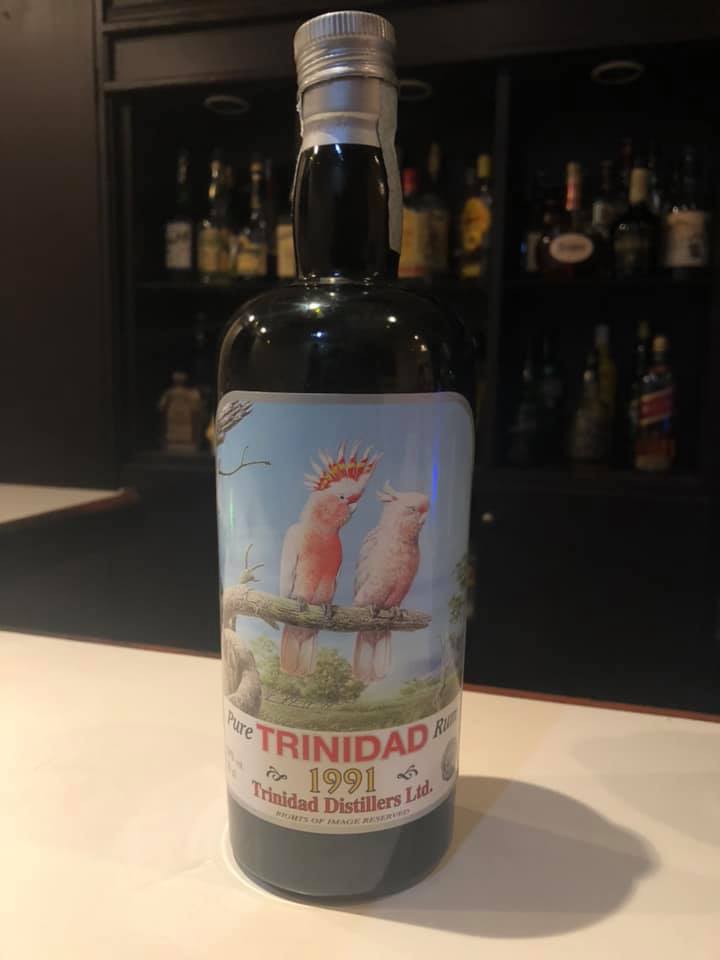 Pure TRINIDAD Rum
1991
Trinidad Distillers Ltd.
RIGHTS OF IMAGE RESERVED